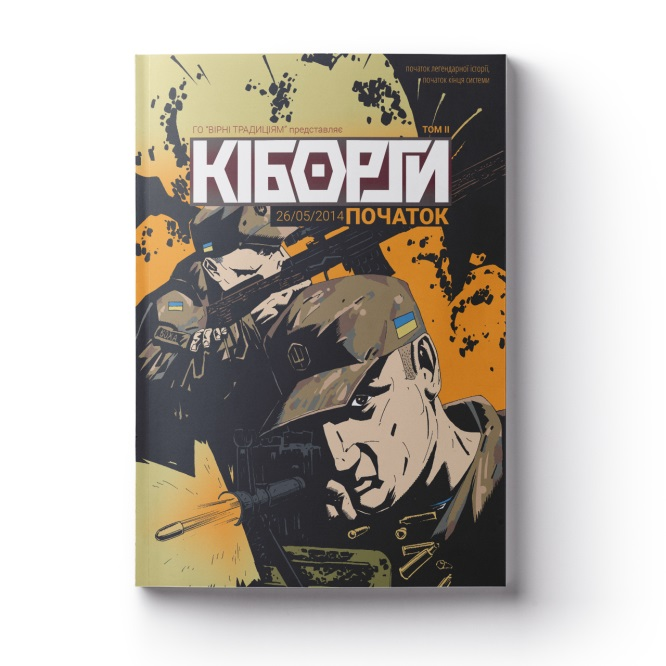 початок легендарної історії,
початок кінця системи
ГО "ВІРНІ ТРАДИЦІЯМ" представляє
ТОМ II
КІБОРГИ
26/05/2014 ПОЧАТОК